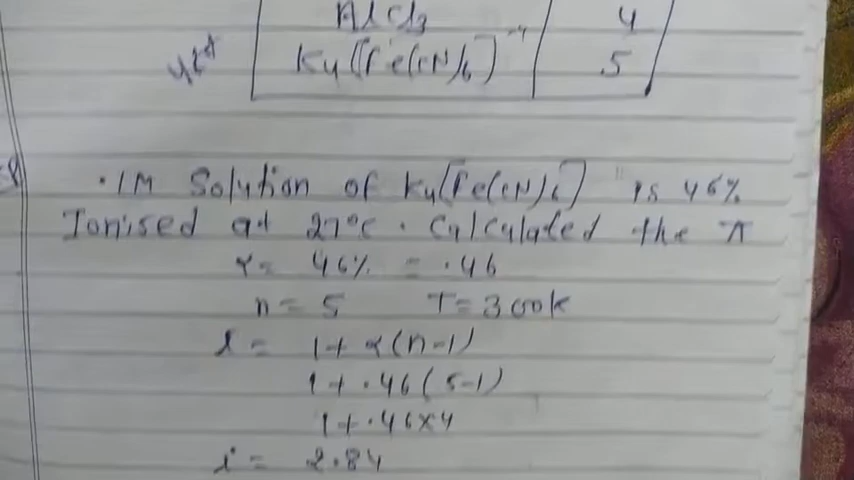 AlCl3 4
K4[Fe(CN)6] 5
.1M Solution of K4[Fe(CN)6] is 46%
Ionised at 27°C . Calculated the π
α = 46% = .46
n = 5 T = 300k
i = 1+ α(n-1)
1+ .46(5-1)
1+ .46×4
i = 2.84